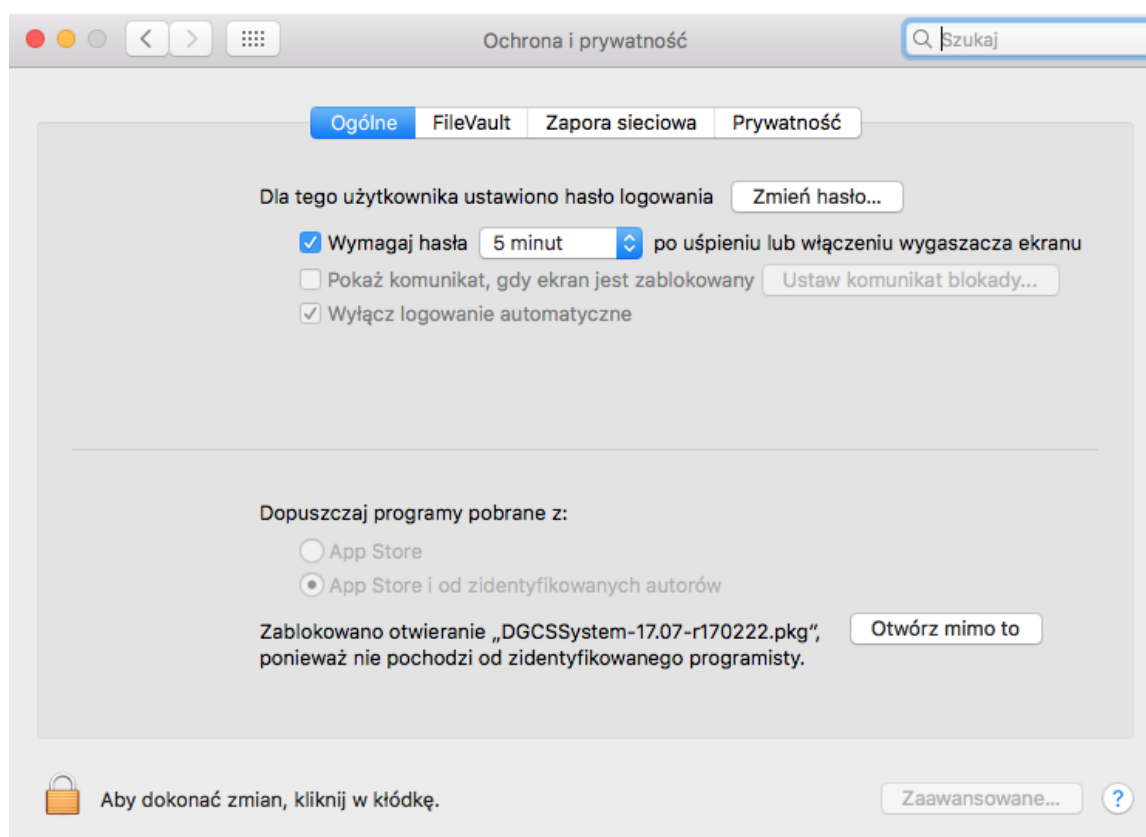 Ochrona i prywatność
Szukaj
Ogólne
FileVault
Zapora sieciowa
Prywatność
Dla tego użytkownika ustawiono hasło logowania
Zmień hasło...
Wymagaj hasła
5 minut
po uśpieniu lub włączeniu wygaszacza ekranu
Pokaż komunikat, gdy ekran jest zablokowany
Ustaw komunikat blokady...
Wyłącz logowanie automatyczne
Dopuszczaj programy pobrane z:
App Store
App Store i od zidentyfikowanych autorów
Zablokowano otwieranie „DGCSSystem-17.07-r170222.pkg“,
ponieważ nie pochodzi od zidentyfikowanego programisty.
Otwórz mimo to
Aby dokonać zmian, kliknij w kłódkę.
Zaawansowane...
?